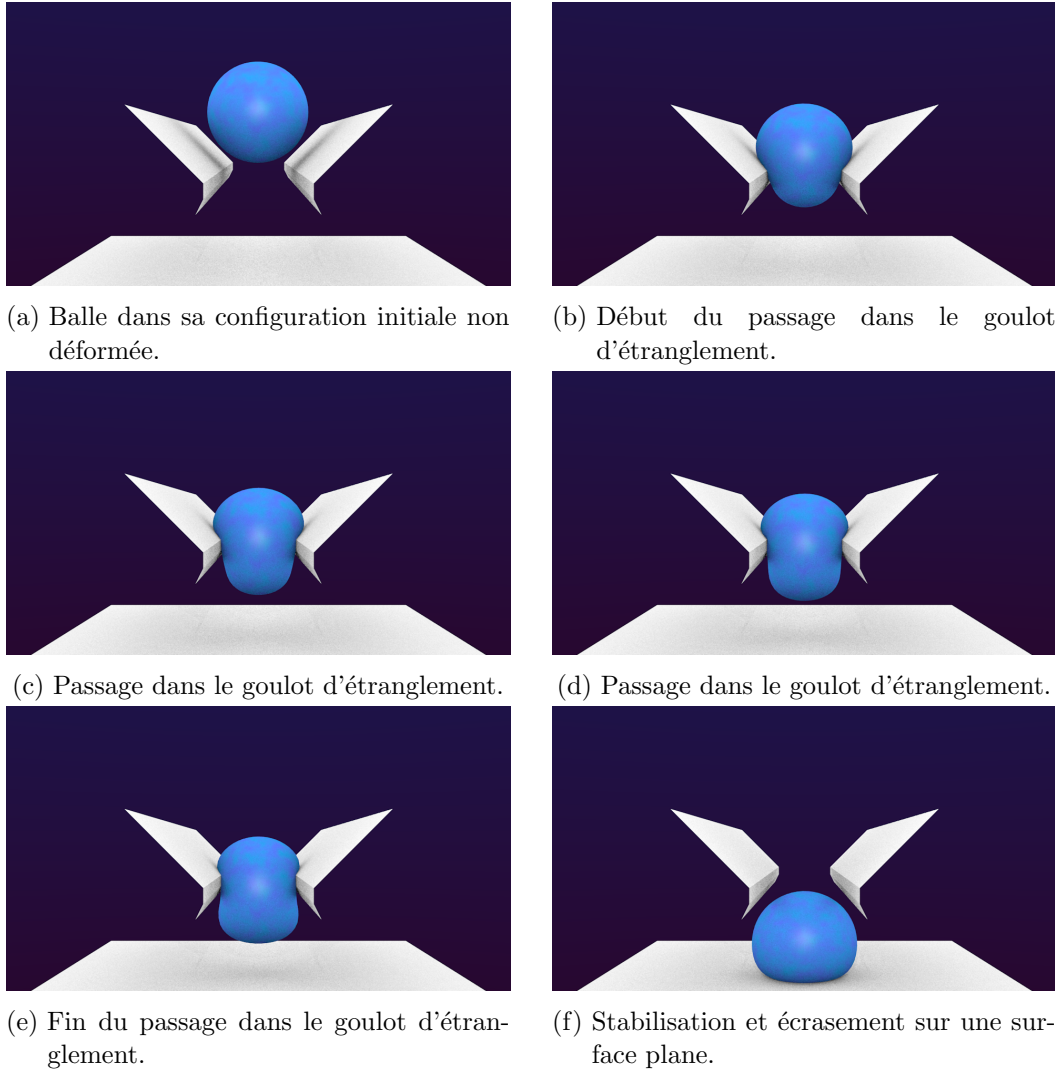 (a) Balle dans sa configuration initiale non
déformée.
(b) Début du passage dans le goulot
d'étranglement.
(c) Passage dans le goulot d'étranglement.
(d) Passage dans le goulot d'étranglement.
(e) Fin du passage dans le goulot d'étran-
glement.
(f) Stabilisation et écrasement sur une sur-
face plane.